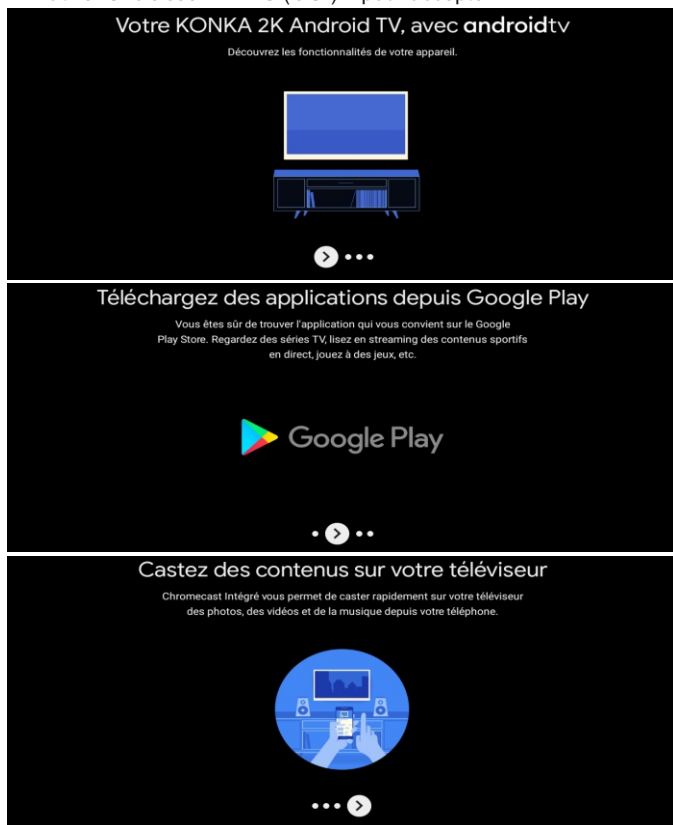 Votre KONKA 2K Android TV, avec androidtv
Découvrez les fonctionnalités de votre appareil.
Téléchargez des applications depuis Google Play
Vous êtes sûr de trouver l'application qui vous convient sur le Google
Play Store. Regardez des séries TV, lisez en streaming des contenus sportifs
en direct, jouez à des jeux, etc.
Google Play
Castez des contenus sur votre téléviseur
Chromecast Intégré vous permet de caster rapidement sur votre téléviseur
des photos, des vidéos et de la musique depuis votre téléphone.